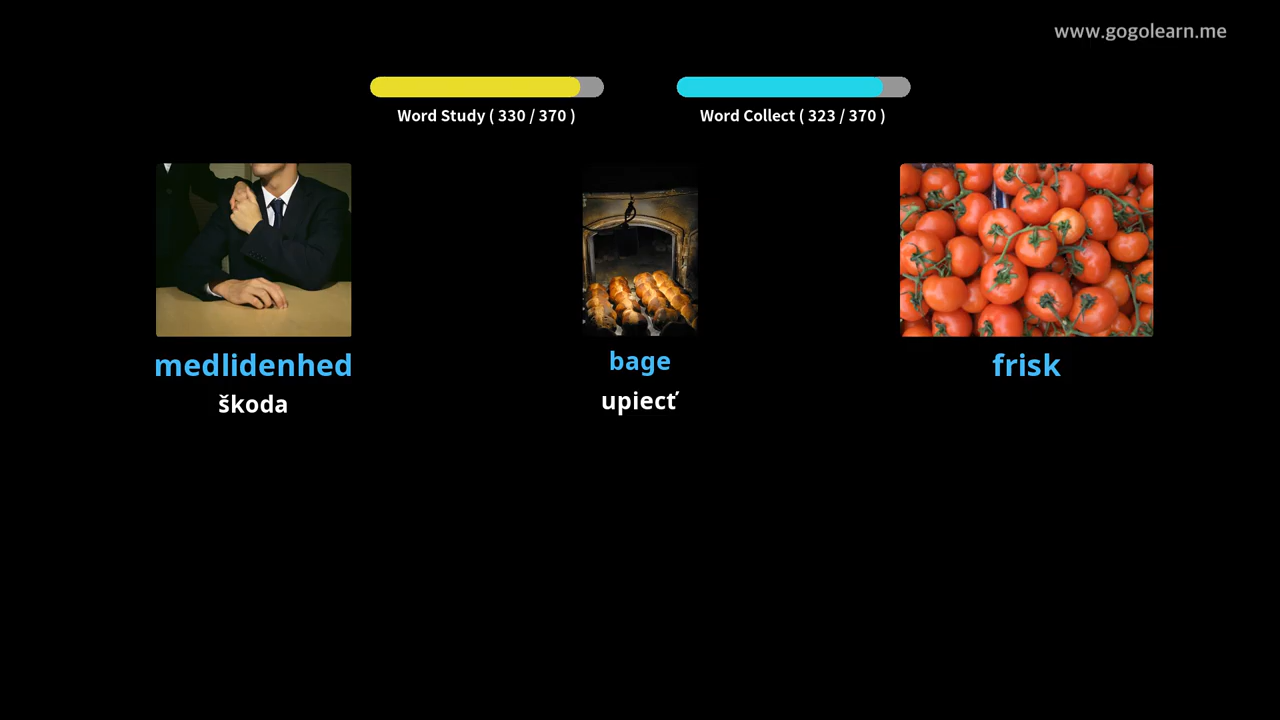 www.gogolearn.me
Word Study ( 330 / 370 )
Word Collect ( 323 / 370 )
medlidenhed
škoda
bage
upiecť
frisk